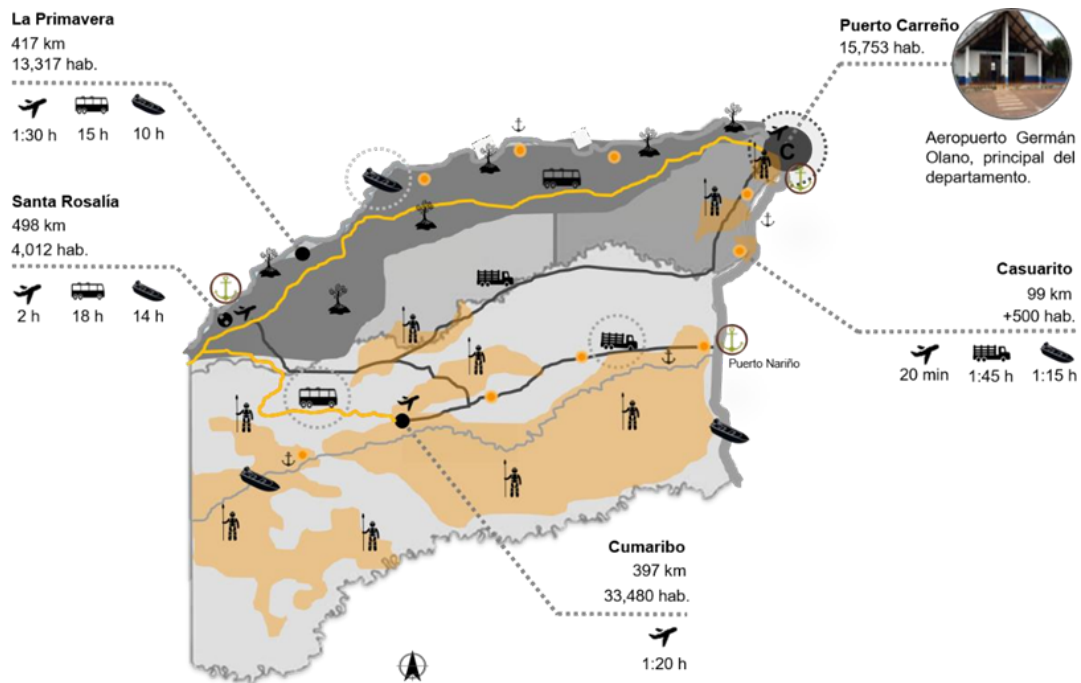 La Primavera
417 km
13,317 hab.
1:30 h 15 h 10 h
Santa Rosalía
498 km
4,012 hab.
2 h 18 h 14 h
Puerto Carreño
15,753 hab.
Aeropuerto Germán
Olano, principal del
departamento.
C
Casuarito
99 km
+500 hab.
20 min 1:45 h 1:15 h
Puerto Nariño
Cumaribo
397 km
33,480 hab.
1:20 h